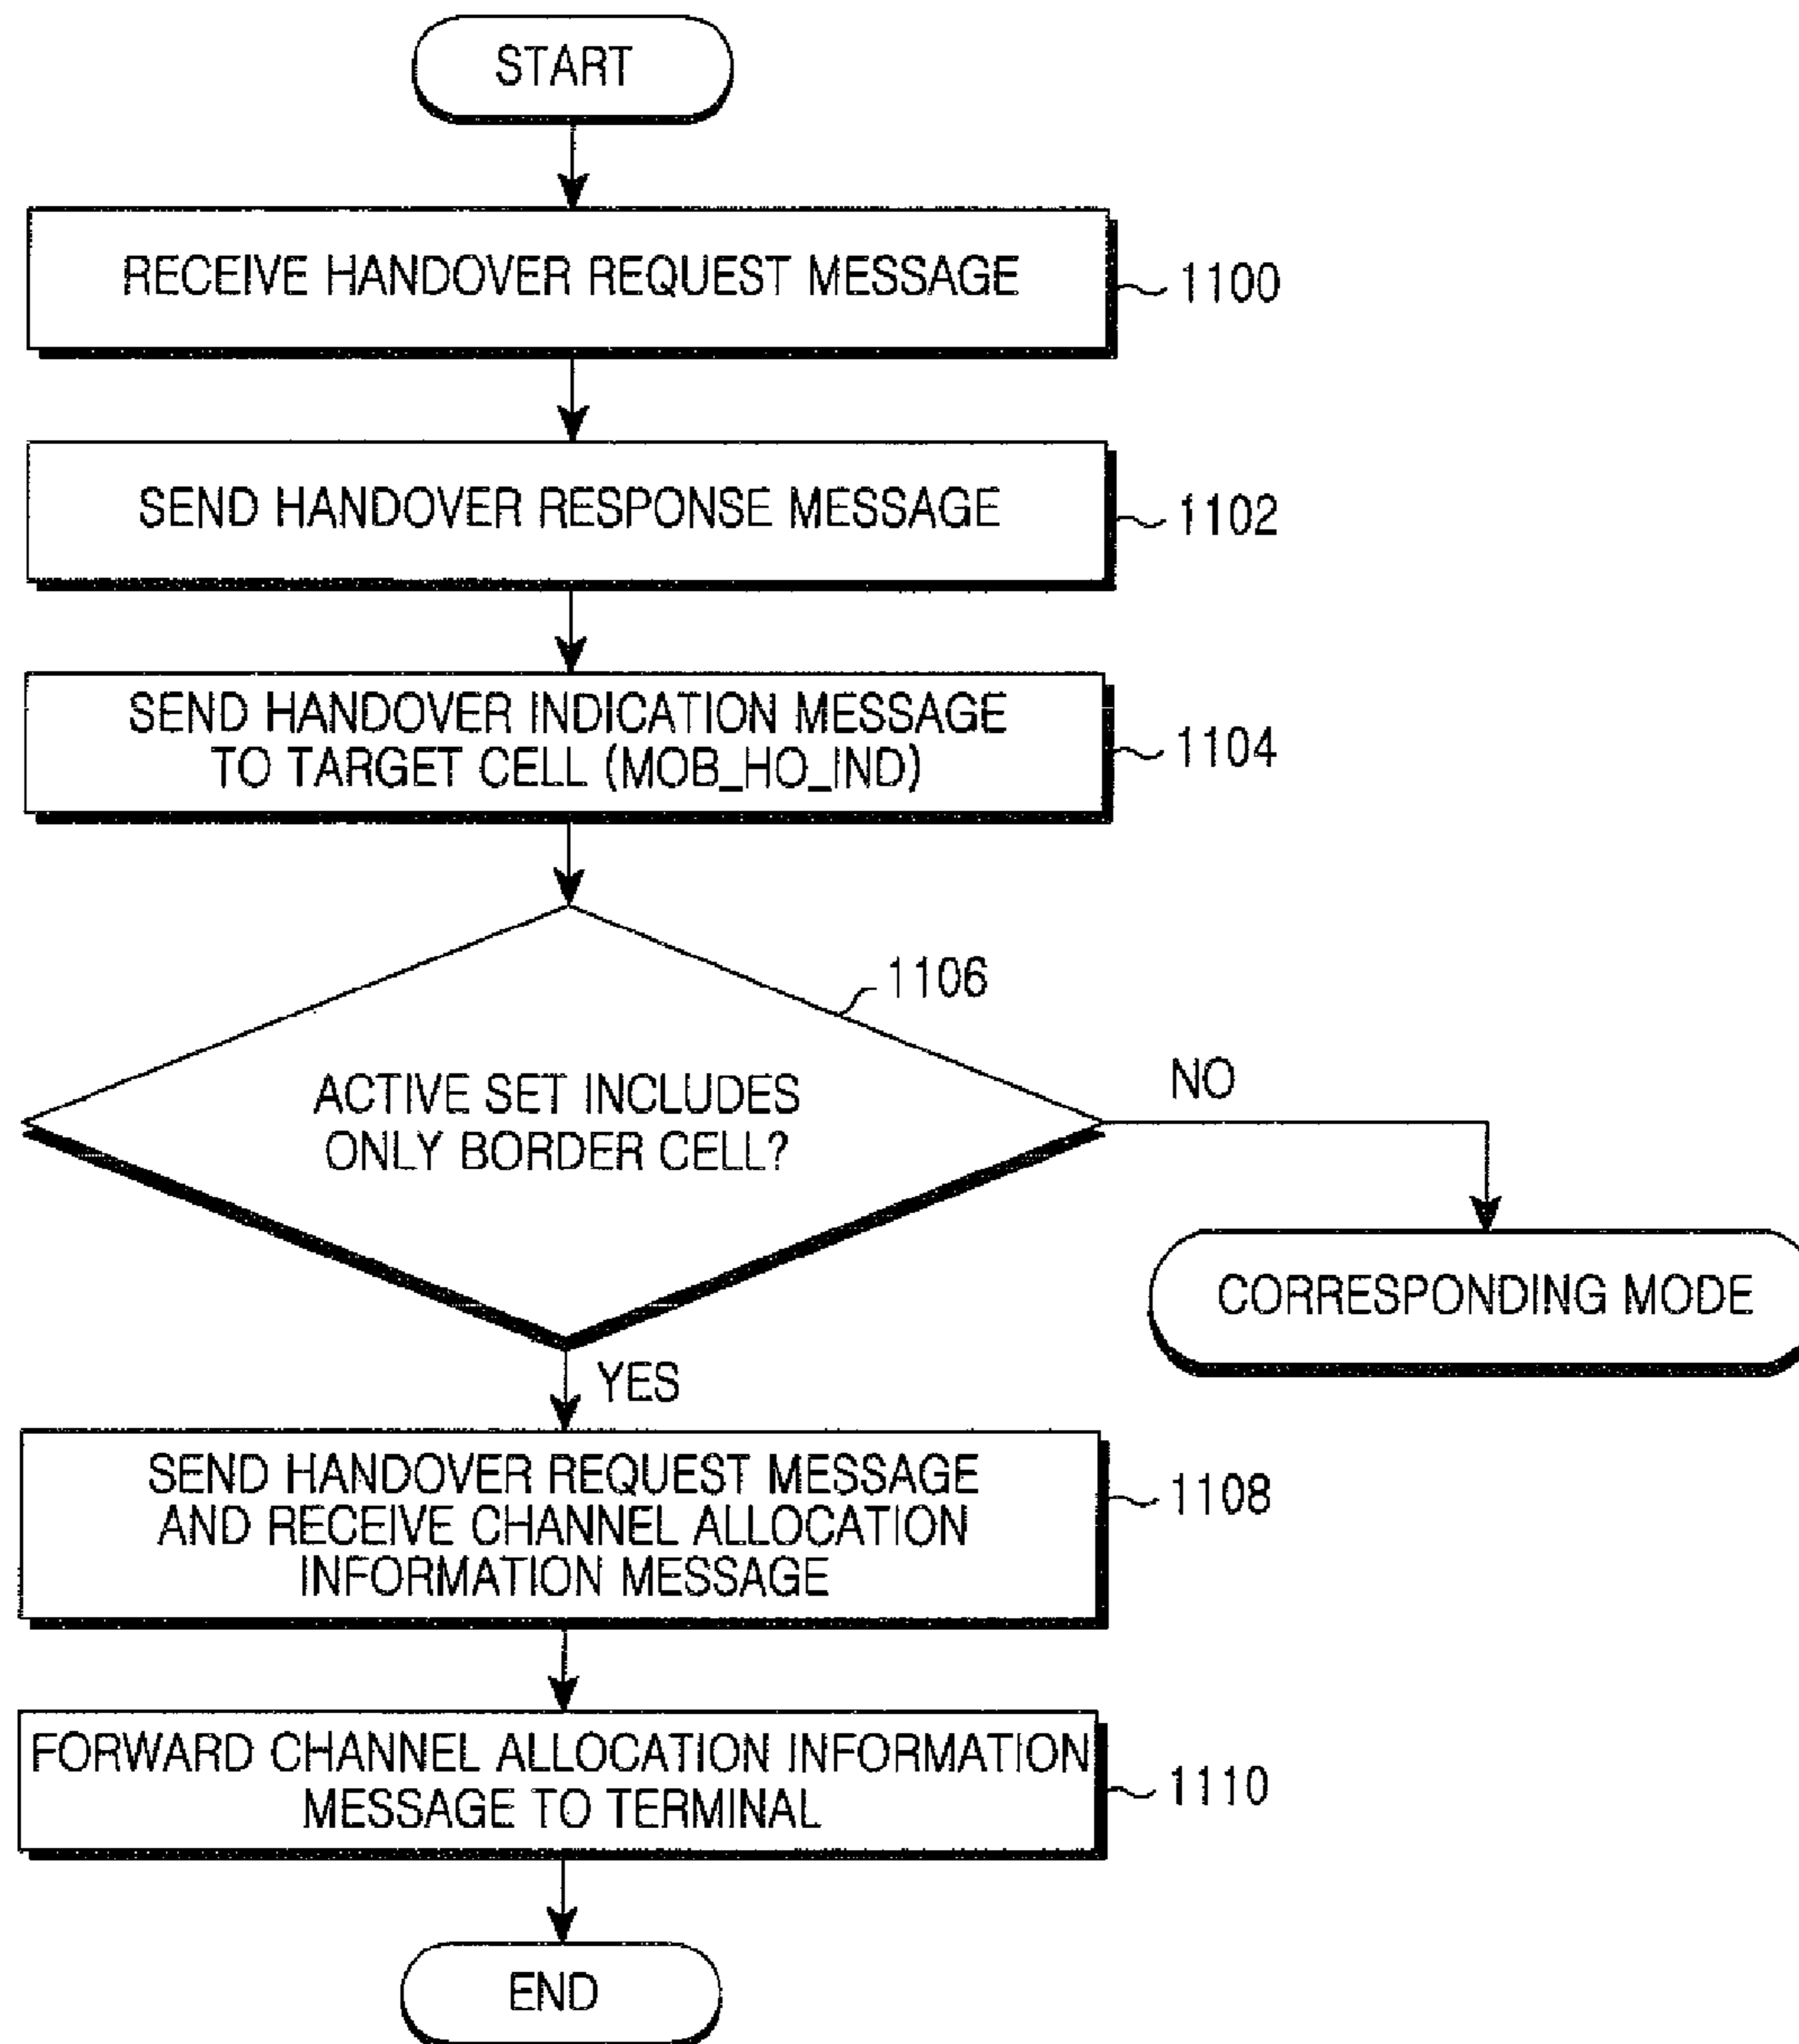 START
RECEIVE HANDOVER REQUEST MESSAGE
1100
SEND HANDOVER RESPONSE MESSAGE
1102
SEND HANDOVER INDICATION MESSAGE
TO TARGET CELL (MOB_HO_IND)
1104
1106
ACTIVE SET INCLUDES
ONLY BORDER CELL?
NO
CORRESPONDING MODE
YES
SEND HANDOVER REQUEST MESSAGE
AND RECEIVE CHANNEL ALLOCATION
INFORMATION MESSAGE
1108
FORWARD CHANNEL ALLOCATION INFORMATION
MESSAGE TO TERMINAL
1110
END